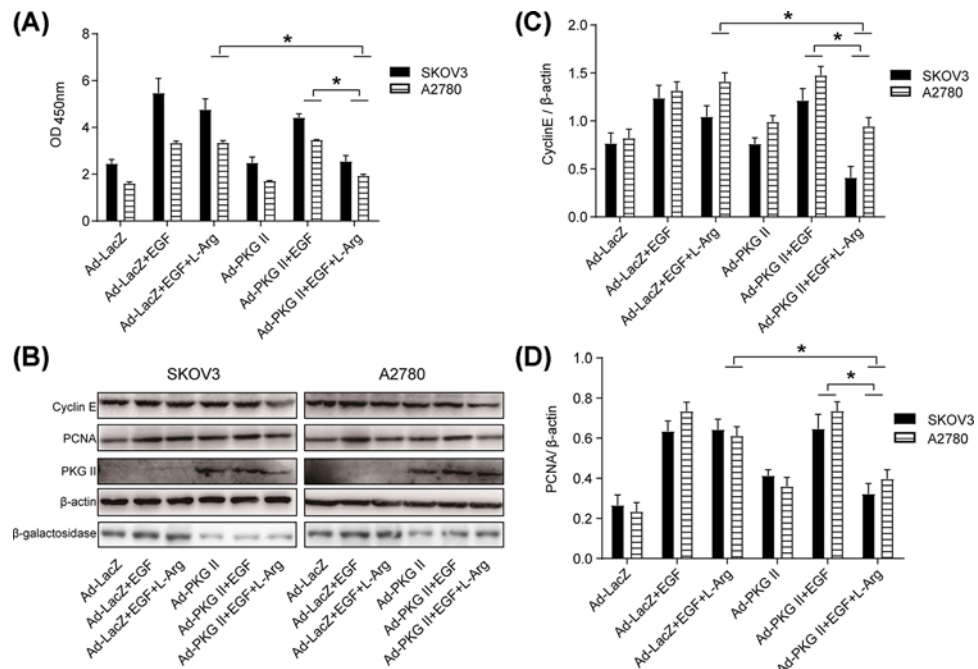 (A)
8
6
4
2
0
OD 450nm
*
*
SKOV3
A2780
Ad-LacZ
Ad-LacZ+EGF
Ad-LacZ+EGF+L-Arg
Ad-PKG II
Ad-PKG II+EGF
Ad-PKG II+EGF+L-Arg
(C)
2.0
1.5
1.0
0.5
0.0
CyclinE / β-actin
*
*
SKOV3
A2780
Ad-LacZ
Ad-LacZ+EGF
Ad-LacZ+EGF+L-Arg
Ad-PKG II
Ad-PKG II+EGF
Ad-PKG II+EGF+L-Arg
(B)
SKOV3 A2780
Cyclin E
PCNA
PKG II
β-actin
β-galactosidase
Ad-LacZ
Ad-LacZ+EGF
Ad-LacZ+EGF+L-Arg
Ad-PKG II
Ad-PKG II+EGF
Ad-PKG II+EGF+L-Arg
Ad-LacZ
Ad-LacZ+EGF
Ad-LacZ+EGF+L-Arg
Ad-PKG II
Ad-PKG II+EGF
Ad-PKG II+EGF+L-Arg
(D)
1.0
0.8
0.6
0.4
0.2
0.0
PCNA/ β-actin
*
*
SKOV3
A2780
Ad-LacZ
Ad-LacZ+EGF
Ad-LacZ+EGF+L-Arg
Ad-PKG II
Ad-PKG II+EGF
Ad-PKG II+EGF+L-Arg